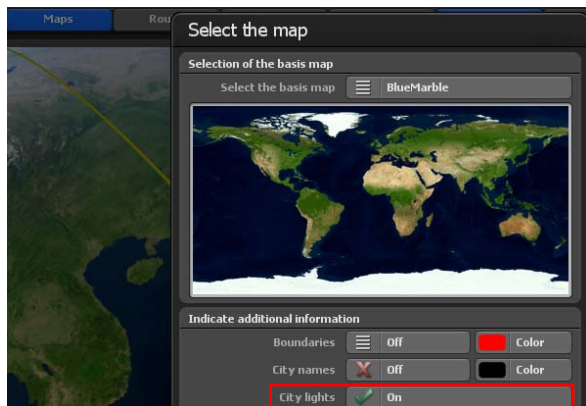 Maps
Rou
Select the map
Selection of the basis map
Select the basis map BlueMarble
Indicate additional information
Boundaries Off Color
City names Off Color
City lights On